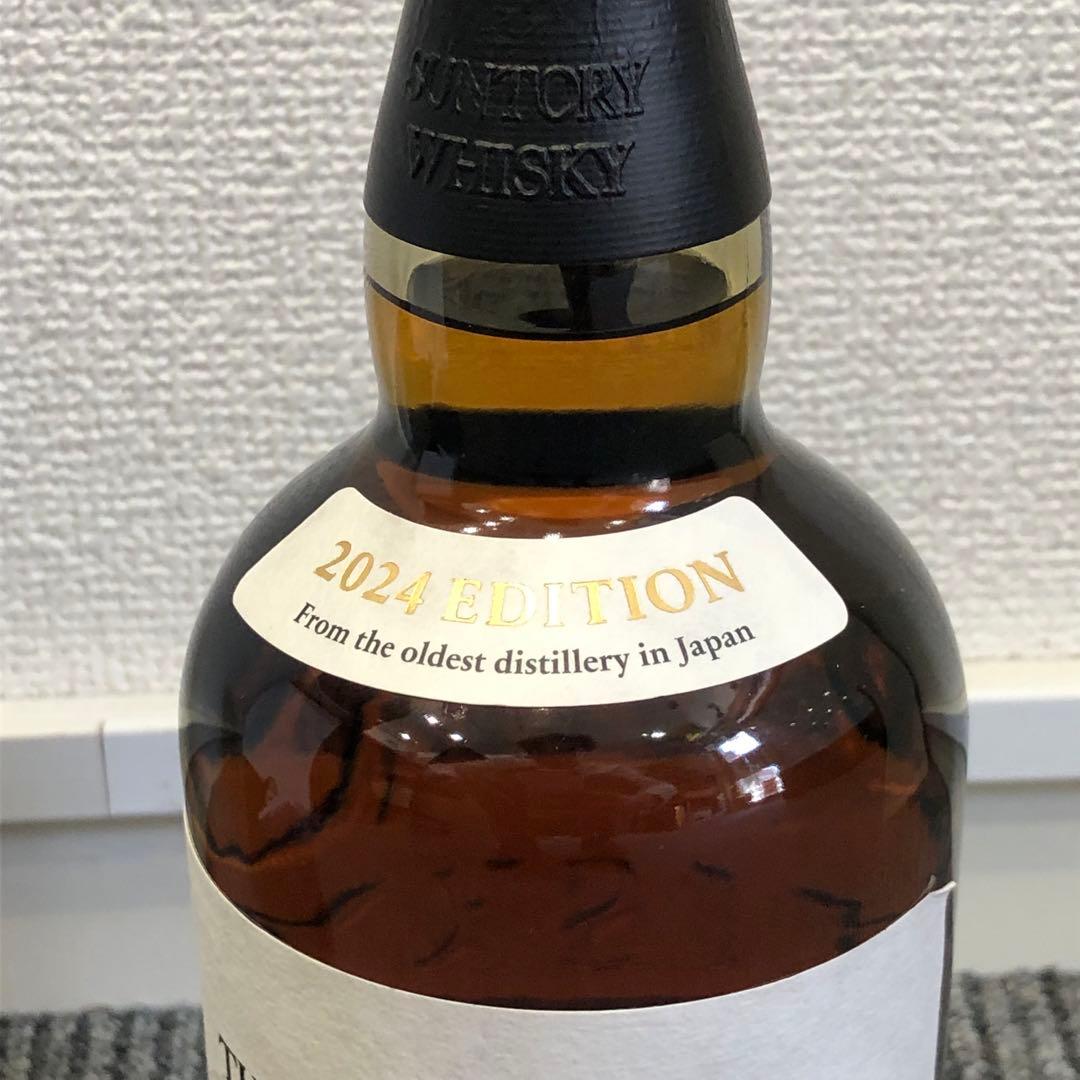 SUNTORY
WHISKY
2024 EDITION
From the oldest distillery in Japan